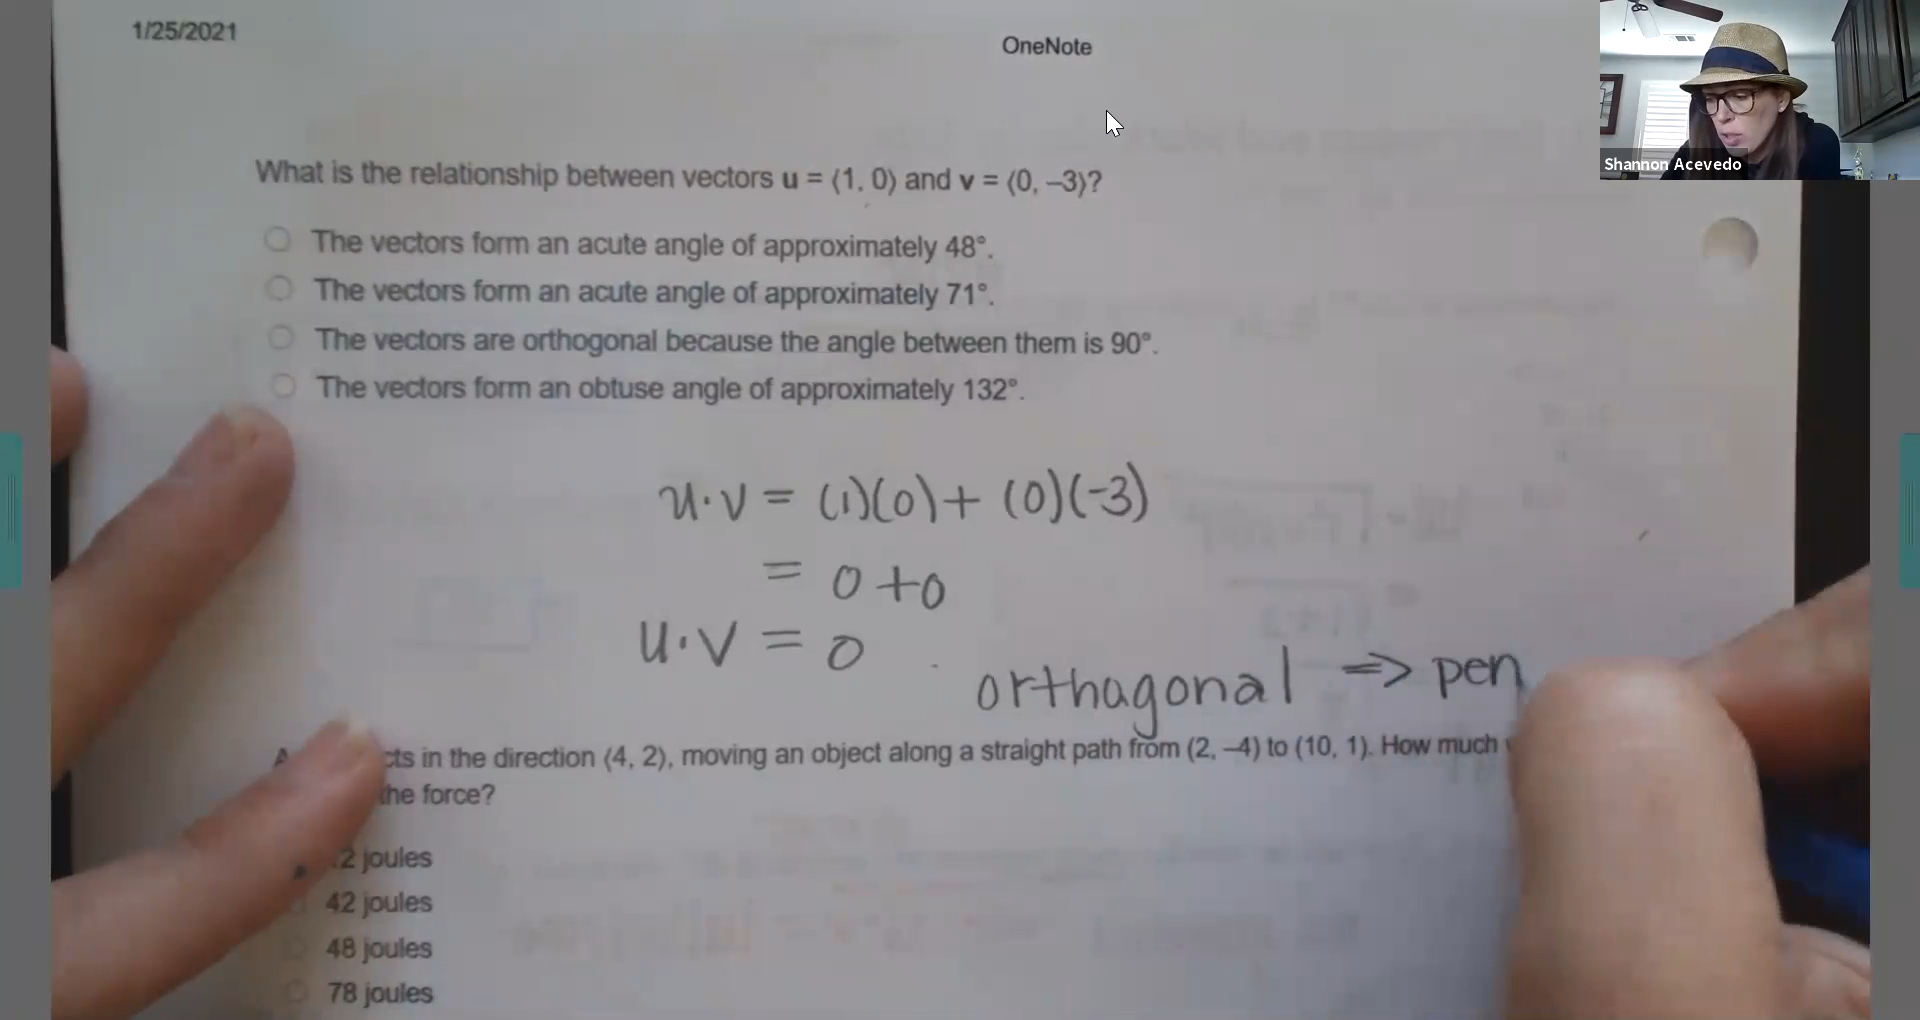 1/25/2021
OneNote
Shannon Acevedo
What is the relationship between vectors u = ⟨1, 0⟩ and v = ⟨0, –3⟩?
The vectors form an acute angle of approximately 48°.
The vectors form an acute angle of approximately 71°.
The vectors are orthogonal because the angle between them is 90°.
The vectors form an obtuse angle of approximately 132°.
u·v = (1)(0) + (0)(-3)
= 0 + 0
u·v = 0
orthagonal => pen
in the direction ⟨4, 2⟩, moving an object along a straight path from (2, –4) to (10, 1). How much
force?
joules
42 joules
48 joules
78 joules